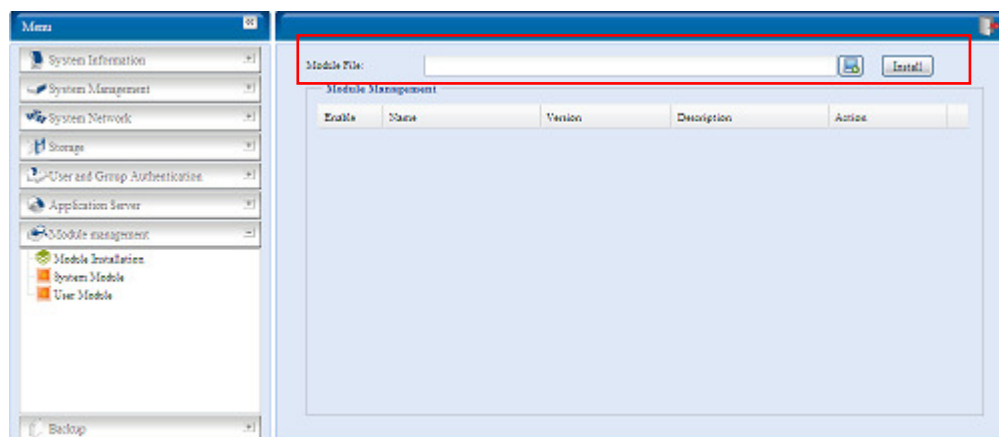 Menu
System Information
System Management
System Network
Storage
User and Group Authentication
Application Server
Module management
Module Installation
System Module
User Module
Backup
Module File:
Install
Module Management
Enable Name Version Description Action